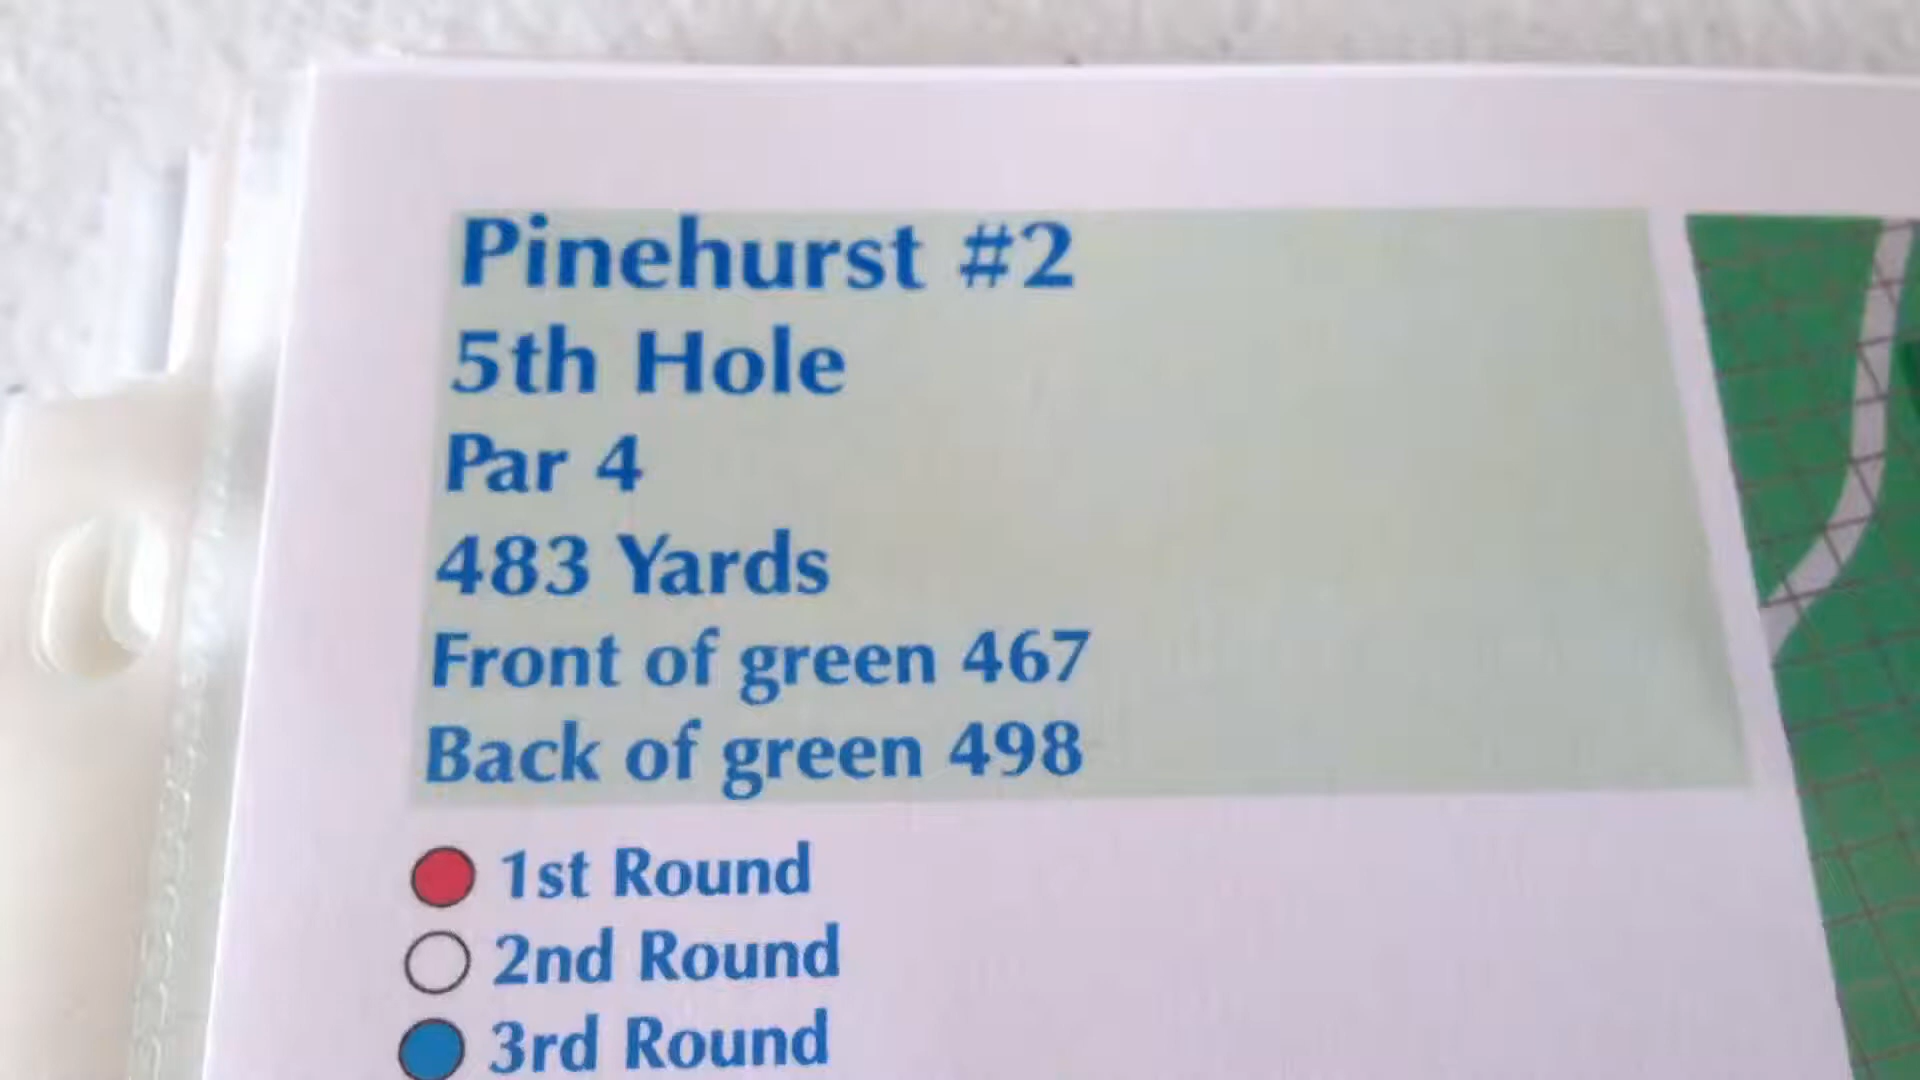 Pinehurst #2
5th Hole
Par 4
483 Yards
Front of green 467
Back of green 498
1st Round
2nd Round
3rd Round